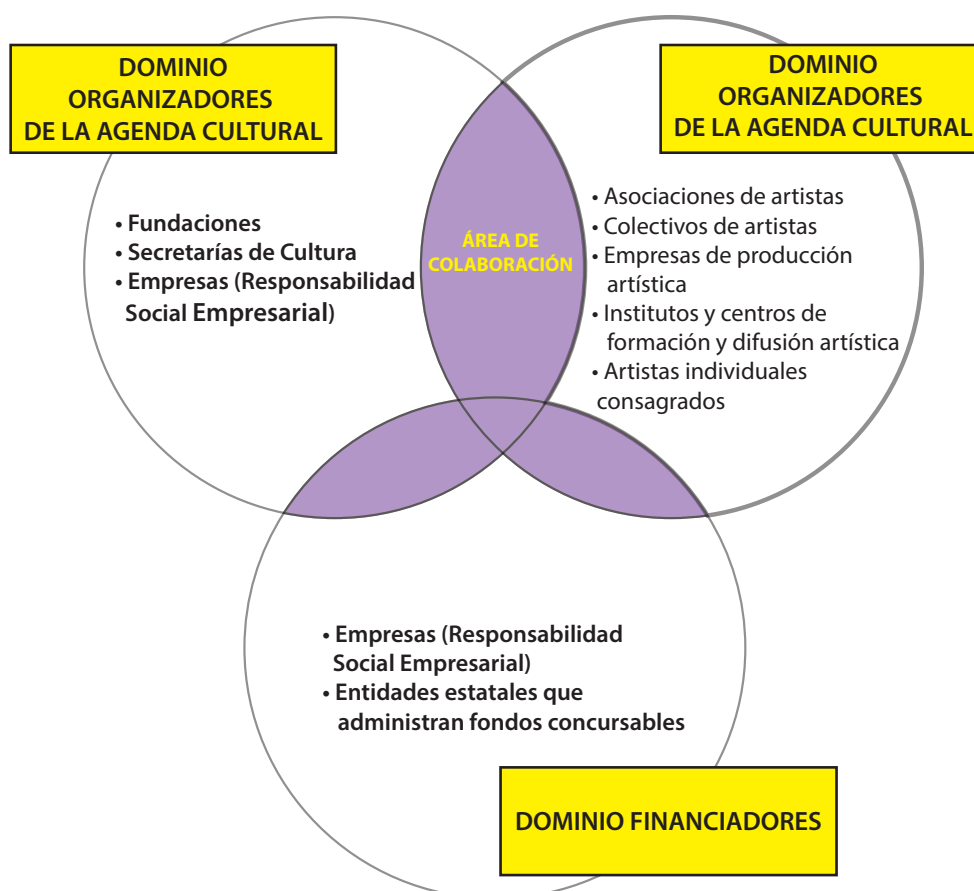 DOMINIO
ORGANIZADORES
DE LA AGENDA CULTURAL
• Fundaciones
• Secretarías de Cultura
• Empresas (Responsabilidad
Social Empresarial)
ÁREA DE
COLABORACIÓN
DOMINIO
ORGANIZADORES
DE LA AGENDA CULTURAL
• Asociaciones de artistas
• Colectivos de artistas
• Empresas de producción
artística
• Institutos y centros de
formación y difusión artística
• Artistas individuales
consagrados
• Empresas (Responsabilidad
Social Empresarial)
• Entidades estatales que
administran fondos concursables
DOMINIO FINANCIADORES